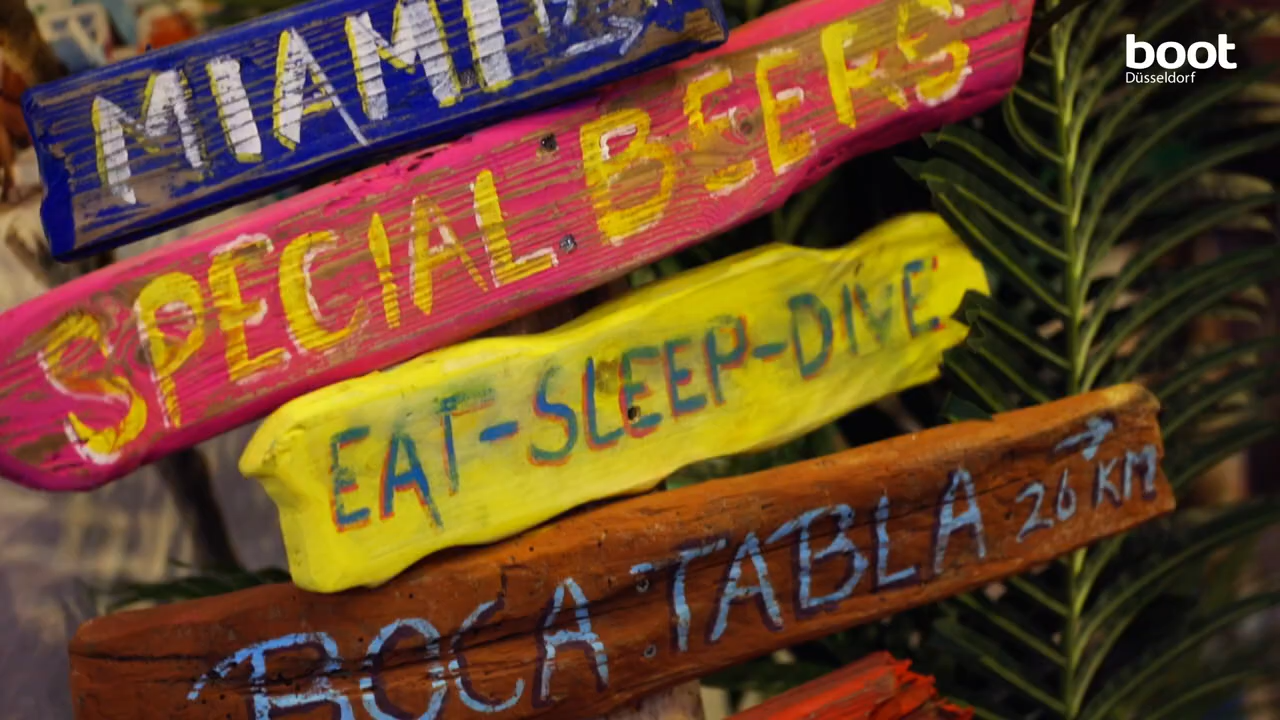 MIAMI
SPECIAL BEERS
EAT-SLEEP-DIVE
BOCA TABLA 26 KM
boot
Düsseldorf